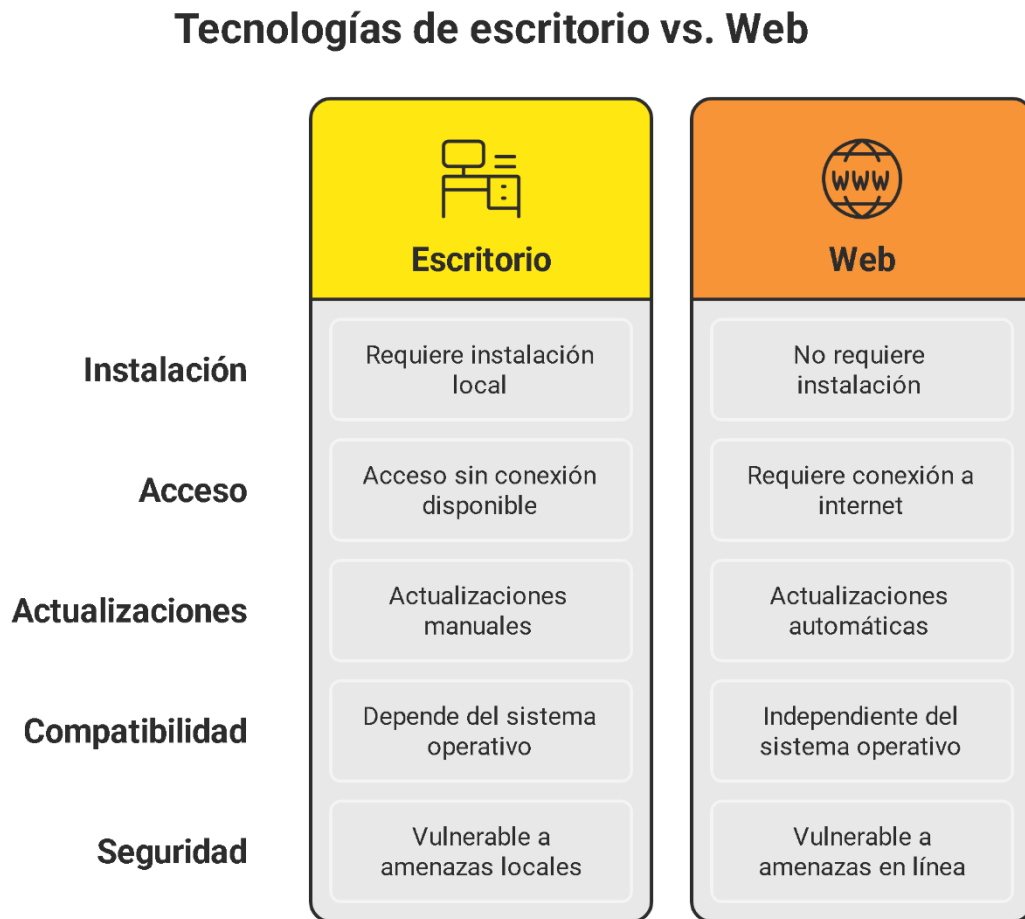 Tecnologías de escritorio vs. Web
WWW
Escritorio
Web
Instalación
Requiere instalación
local
No requiere
instalación
Acceso
Acceso sin conexión
disponible
Requiere conexión a
internet
Actualizaciones
Actualizaciones
manuales
Actualizaciones
automáticas
Compatibilidad
Depende del sistema
operativo
Independiente del
sistema operativo
Seguridad
Vulnerable a
amenazas locales
Vulnerable a
amenazas en línea